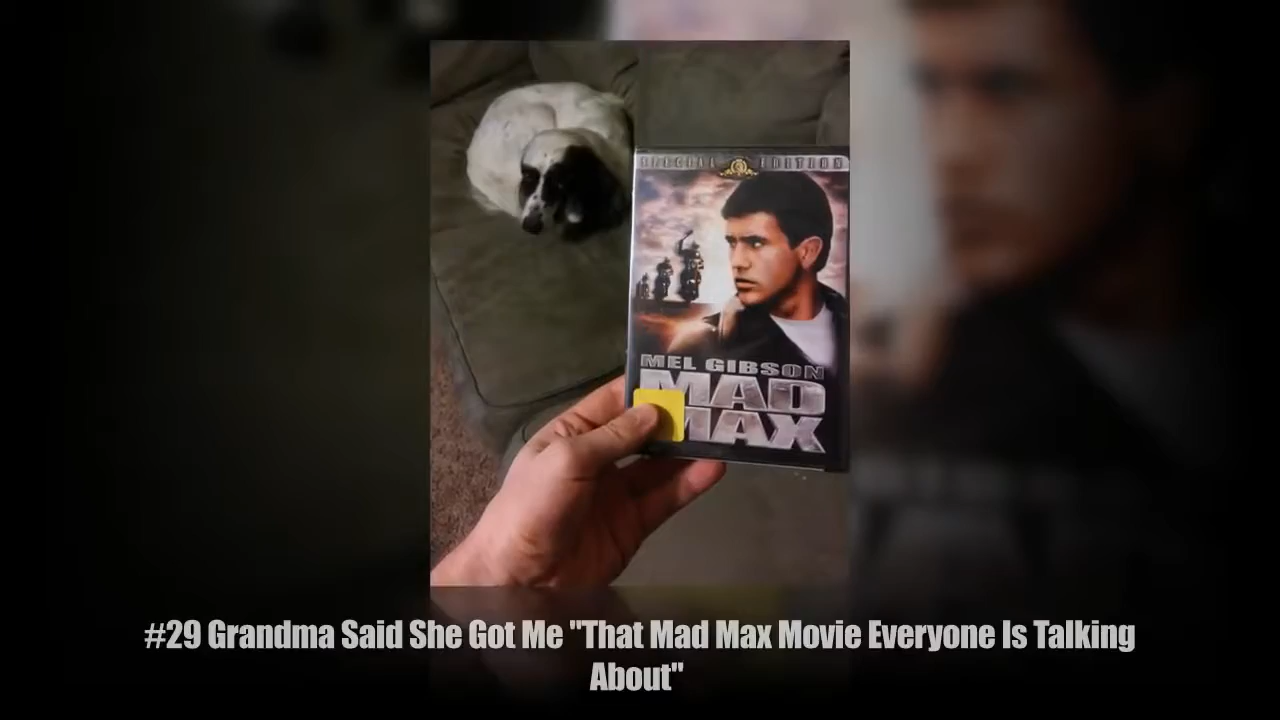 SPECIAL EDITION
MEL GIBSON
MAD
MAX
#29 Grandma Said She Got Me "That Mad Max Movie Everyone Is Talking
About"